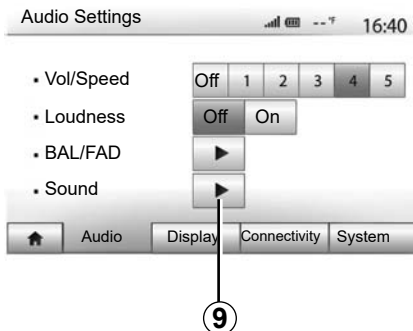 Audio Settings -- °F 16:40
• Vol/Speed Off 1 2 3 4 5
• Loudness Off On
• BAL/FAD
• Sound
Audio Display Connectivity System
9